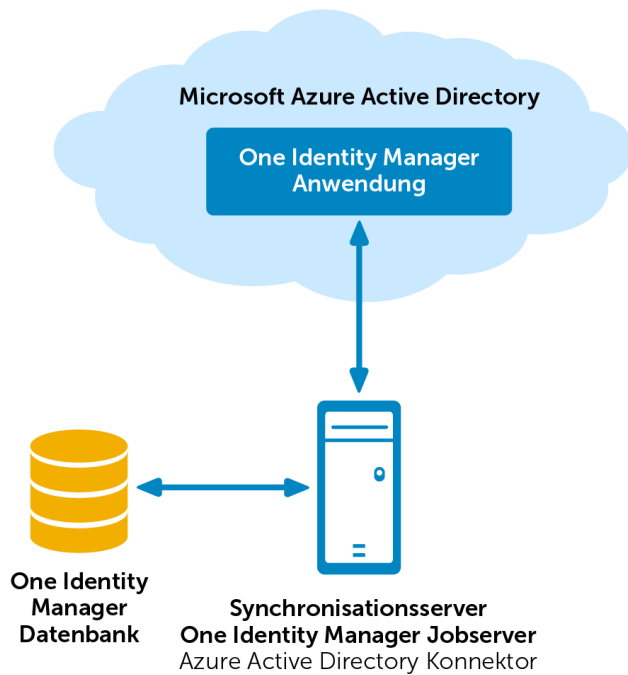 Microsoft Azure Active Directory
One Identity Manager
Anwendung
One Identity
Manager
Datenbank
Synchronisationsserver
One Identity Manager Jobserver
Azure Active Directory Konnektor